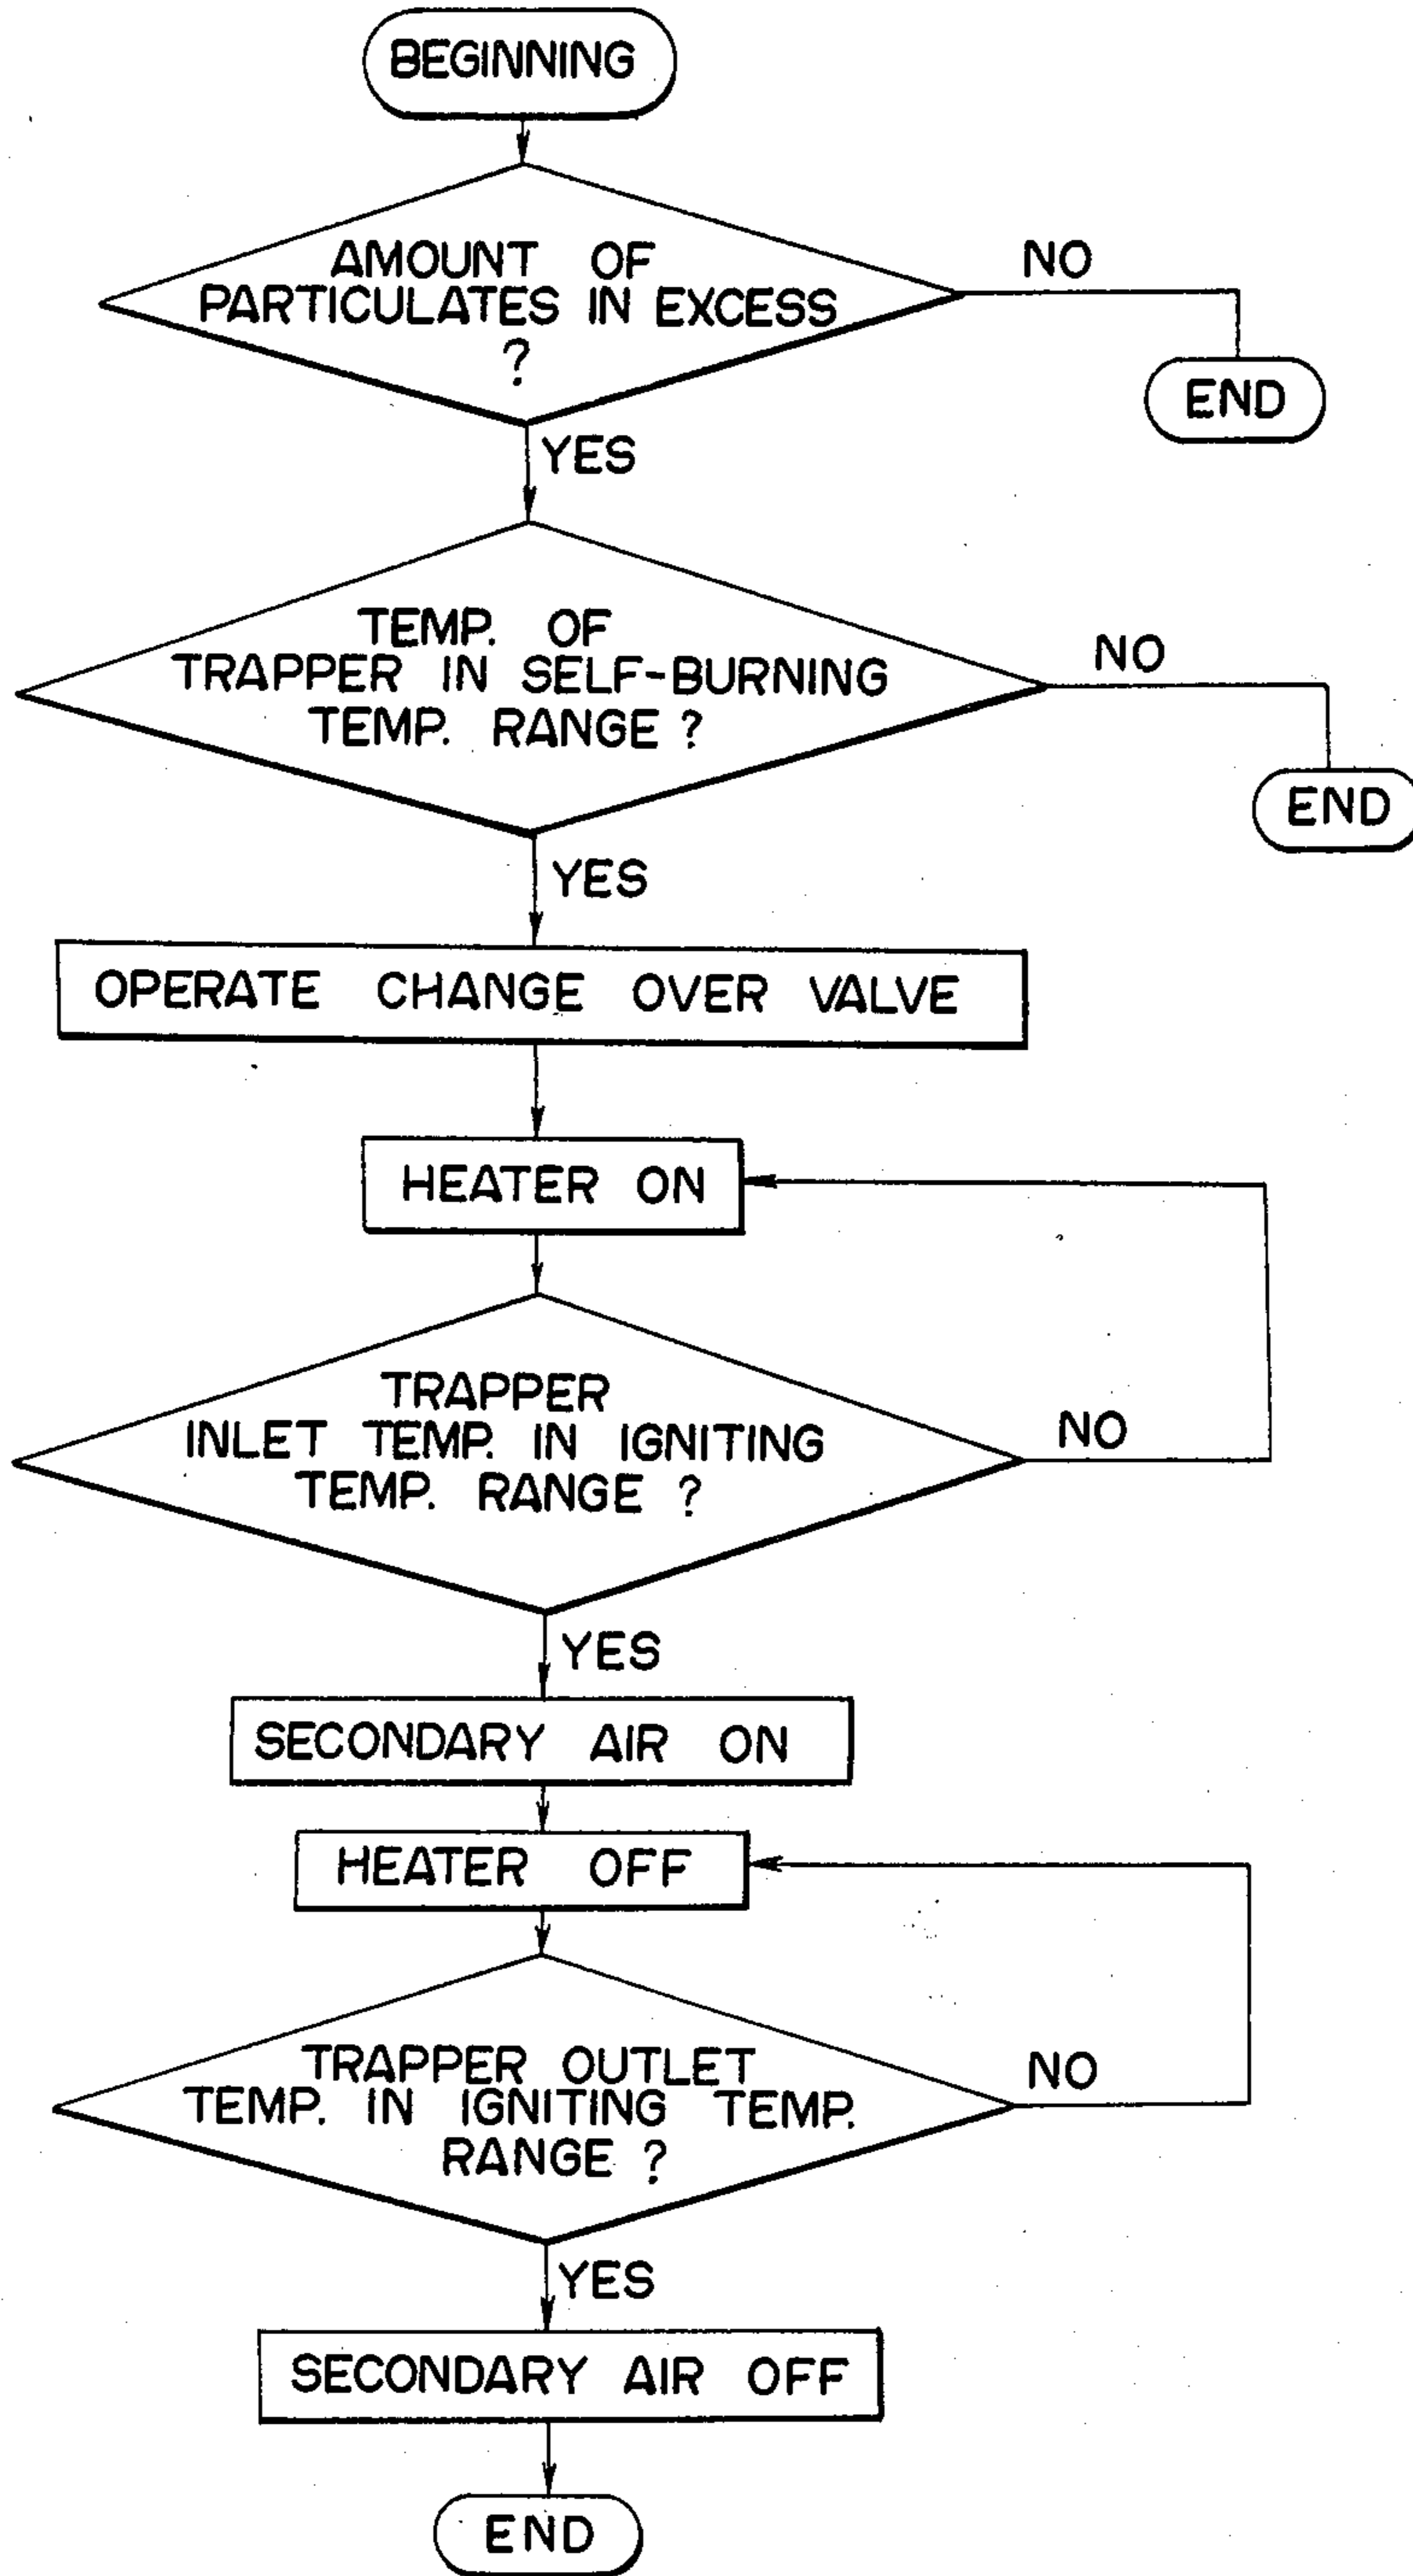 BEGINNING
AMOUNT OF
PARTICULATES IN EXCESS
?
NO
END
YES
TEMP. OF
TRAPPER IN SELF-BURNING
TEMP. RANGE ?
NO
END
YES
OPERATE CHANGE OVER VALVE
HEATER ON
TRAPPER
INLET TEMP. IN IGNITING
TEMP. RANGE ?
NO
YES
SECONDARY AIR ON
HEATER OFF
TRAPPER OUTLET
TEMP. IN IGNITING TEMP.
RANGE ?
NO
YES
SECONDARY AIR OFF
END